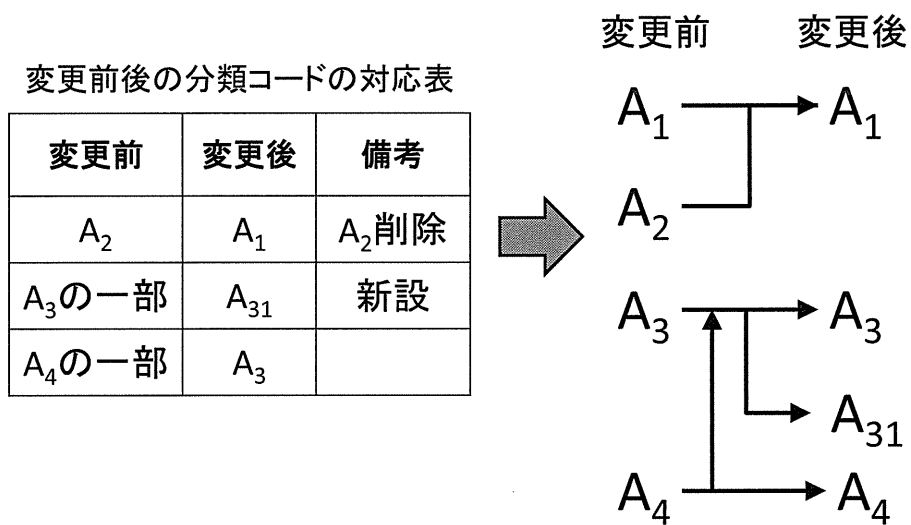 変更前後の分類コードの対応表
変更前 変更後 備考
A2 A1 A2削除
A3の一部 A31 新設
A4の一部 A3
変更前 変更後
A1 A1
A2
A3 A3
A31
A4 A4